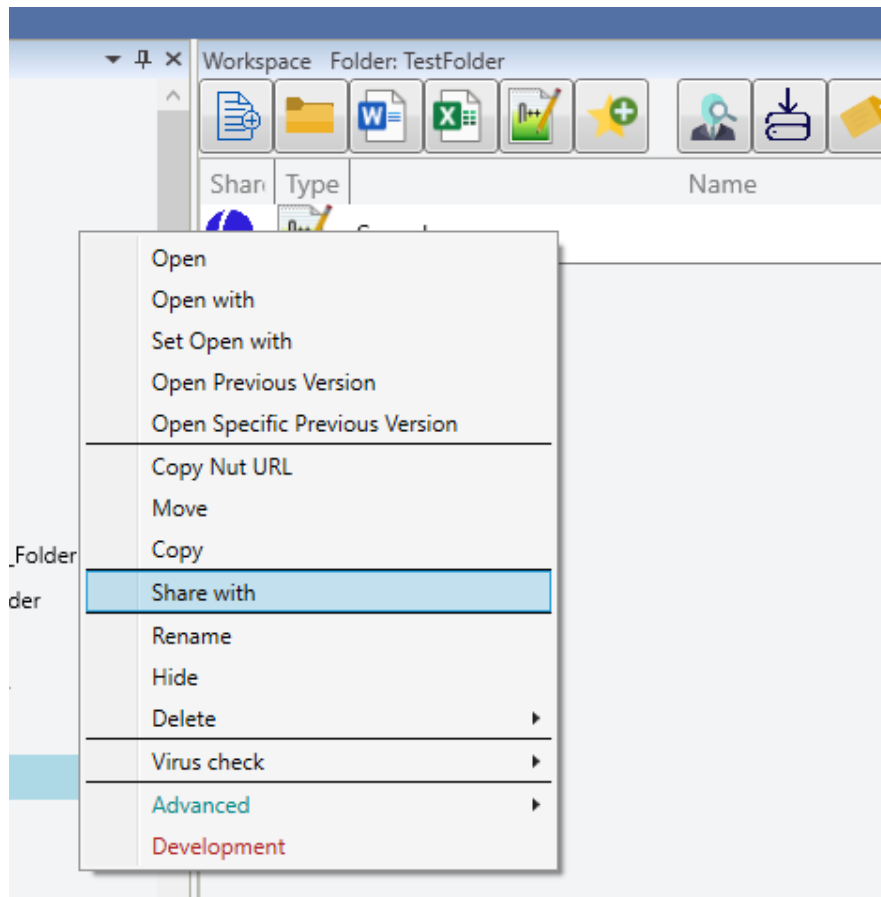 Workspace Folder: TestFolder
Type Name
Open
Open with
Set Open with
Open Previous Version
Open Specific Previous Version
Copy Nut URL
Move
_Folder
Copy
der
Share with
Rename
Hide
Delete
Virus check
Advanced
Development